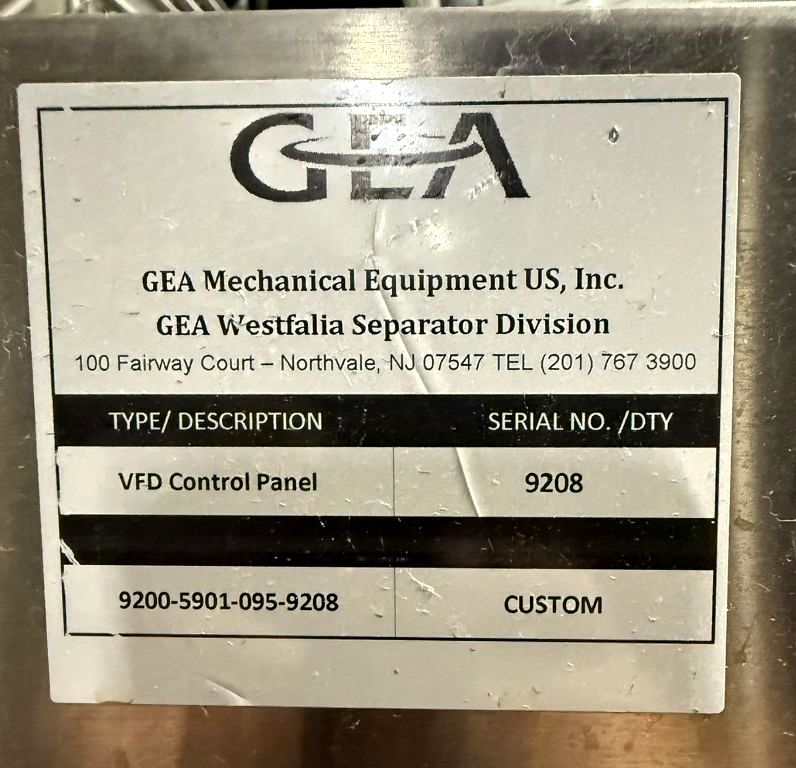 GEA
GEA Mechanical Equipment US, Inc.
GEA Westfalia Separator Division
100 Fairway Court – Northvale, NJ 07547 TEL (201) 767 3900
TYPE/ DESCRIPTION SERIAL NO. /DTY
VFD Control Panel 9208
9200-5901-095-9208 CUSTOM